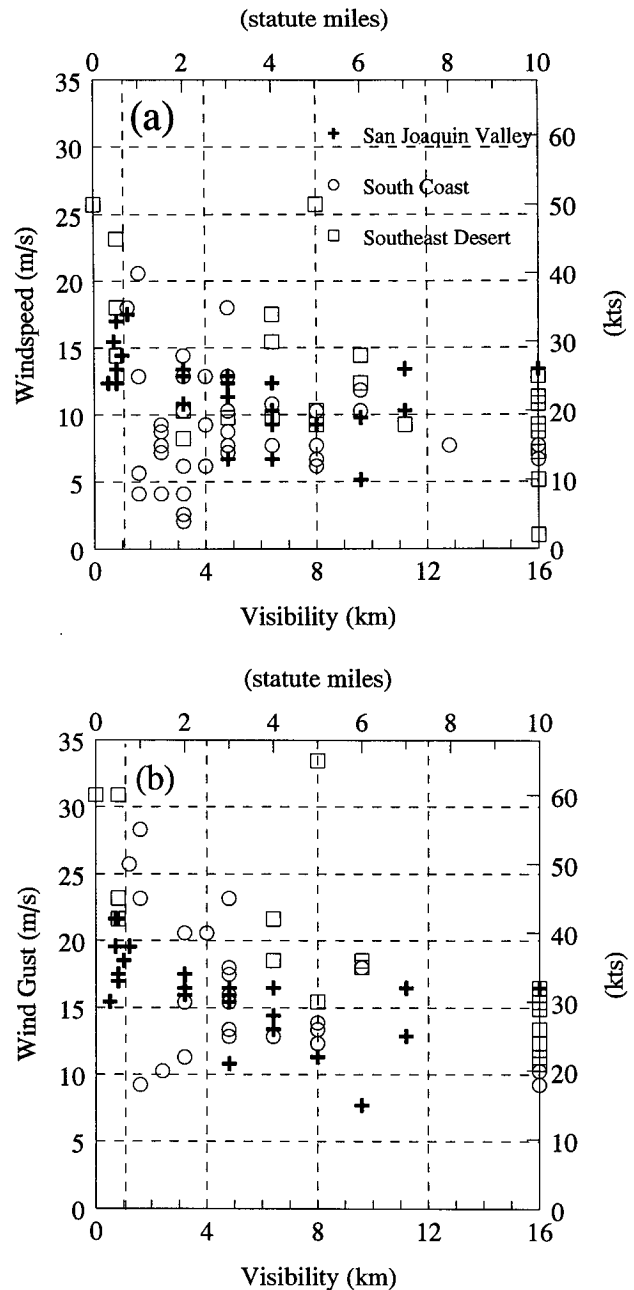 (statute miles)
0 2 4 6 8 10
35
30
25
20
15
10
5
0
Windspeed (m/s)
(a)
San Joaquin Valley
South Coast
Southeast Desert
60
50
40
30
20
10
0
(kts)
0 4 8 12 16
Visibility (km)
(statute miles)
0 2 4 6 8 10
35
30
25
20
15
10
5
0
Wind Gust (m/s)
(b)
60
50
40
30
20
10
0
(kts)
0 4 8 12 16
Visibility (km)